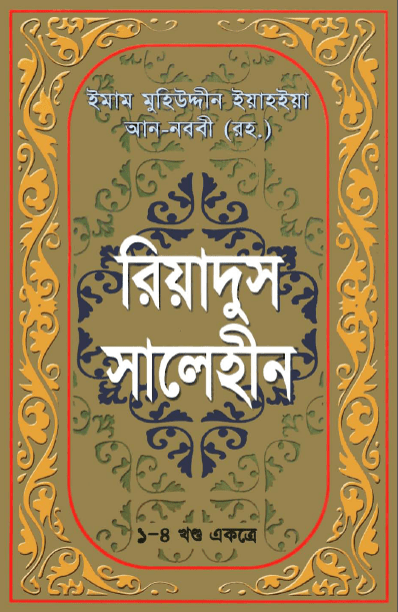 ইমাম মুহিউদ্দীন ইয়াহইয়া
আন-নববী (রহ.)
রিয়াদুস
সালেহীন
১-৪ খণ্ড একত্রে